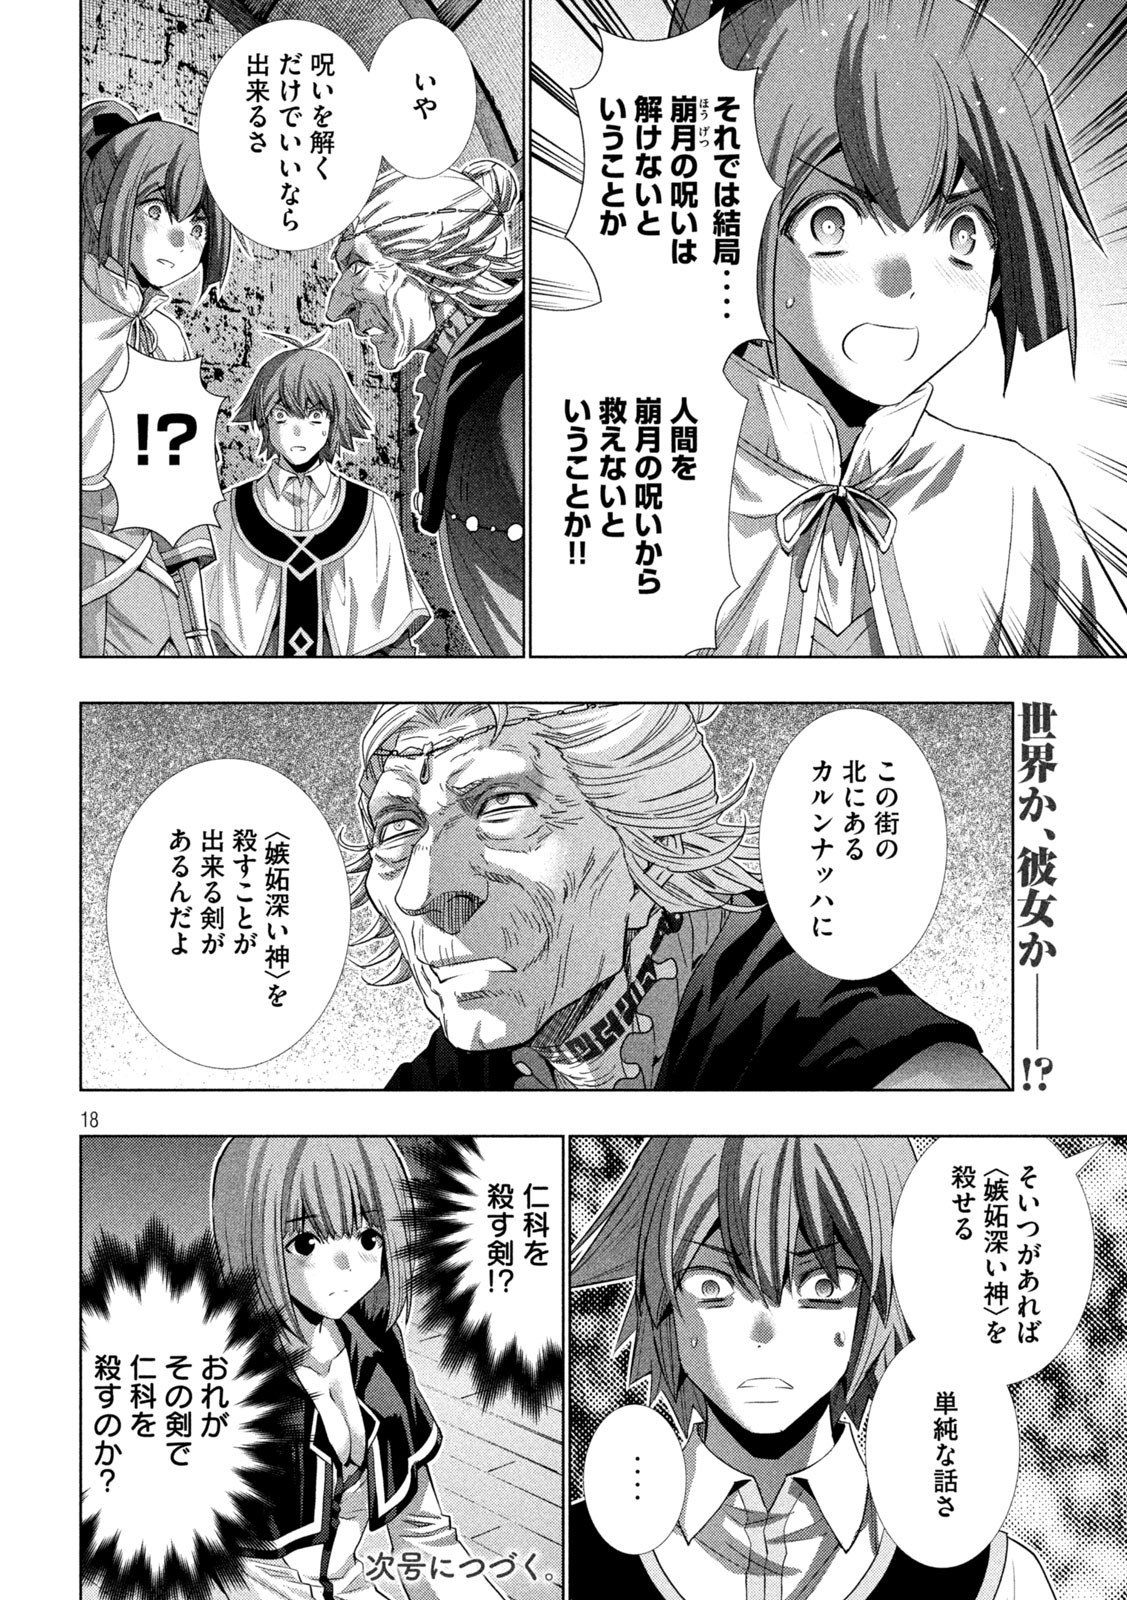 それでは結局‥‥
崩月の呪いは
ほうげつ
解けないと
いうことか
人間を
崩月の呪いから
救えないと
いうことか!!
いや
呪いを解く
だけでいいなら
出来るさ
!?
世界か、彼女か――!?
この街の
北にある
カルンナッハに
〈嫉妬深い神〉を
殺すことが
出来る剣が
あるんだよ
18
そいつがあれば
〈嫉妬深い神〉を
殺せる
単純な話さ
‥‥
仁科を
殺す剣!?
おれが
その剣で
仁科を
殺すのか?
次号につづく。